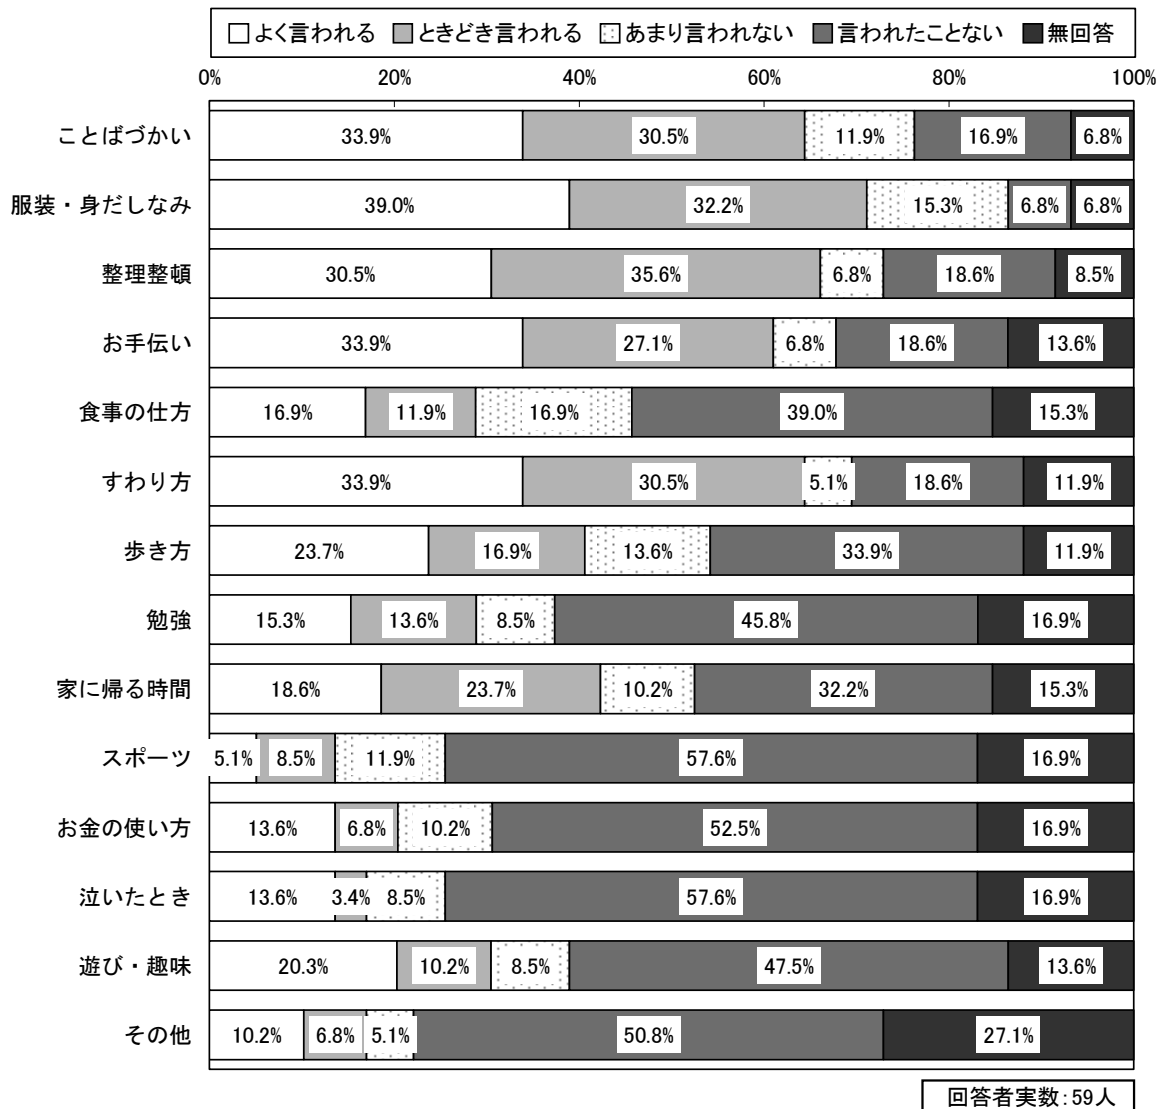 よく言われる ときどき言われる あまり言われない 言われたことない 無回答
0% 20% 40% 60% 80% 100%
ことばづかい 33.9% 30.5% 11.9% 16.9% 6.8%
服装・身だしなみ 39.0% 32.2% 15.3% 6.8% 6.8%
整理整頓 30.5% 35.6% 6.8% 18.6% 8.5%
お手伝い 33.9% 27.1% 6.8% 18.6% 13.6%
食事の仕方 16.9% 11.9% 16.9% 39.0% 15.3%
すわり方 33.9% 30.5% 5.1% 18.6% 11.9%
歩き方 23.7% 16.9% 13.6% 33.9% 11.9%
勉強 15.3% 13.6% 8.5% 45.8% 16.9%
家に帰る時間 18.6% 23.7% 10.2% 32.2% 15.3%
スポーツ 5.1% 8.5% 11.9% 57.6% 16.9%
お金の使い方 13.6% 6.8% 10.2% 52.5% 16.9%
泣いたとき 13.6% 3.4% 8.5% 57.6% 16.9%
遊び・趣味 20.3% 10.2% 8.5% 47.5% 13.6%
その他 10.2% 6.8% 5.1% 50.8% 27.1%
回答者実数:59人